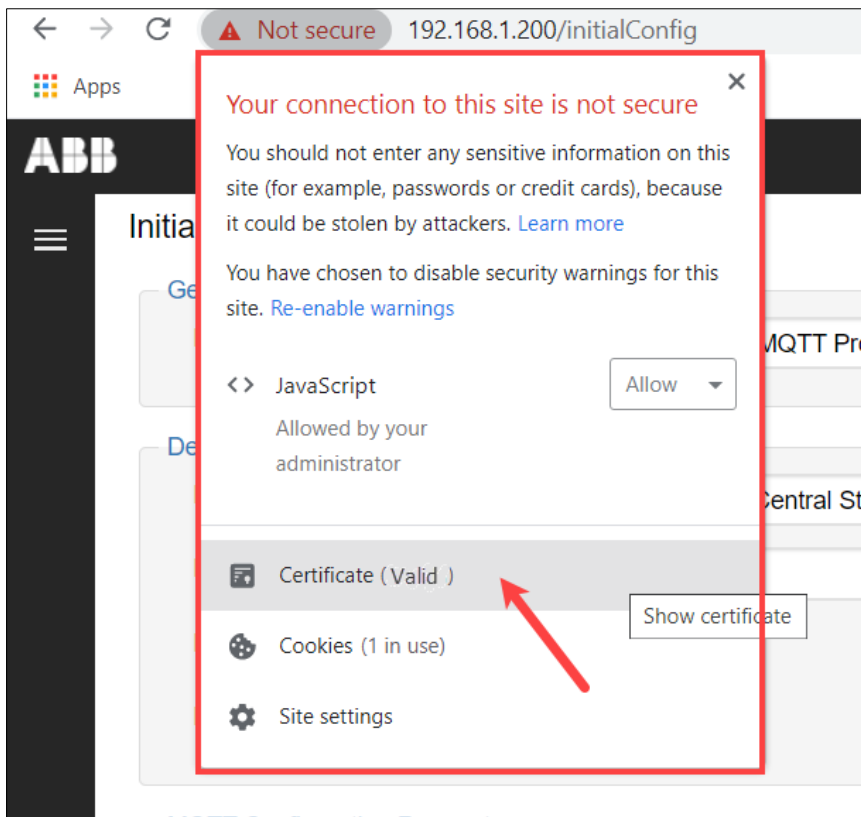 Not secure 192.168.1.200/initialConfig
Apps
Your connection to this site is not secure
ABB
You should not enter any sensitive information on this
site (for example, passwords or credit cards), because
it could be stolen by attackers. Learn more
Initia
You have chosen to disable security warnings for this
Ge
site. Re-enable warnings
MQTT Pr
<> JavaScript Allow
Allowed by your
De
administrator
Central St
Certificate (Valid )
Show certificate
Cookies (1 in use)
Site settings